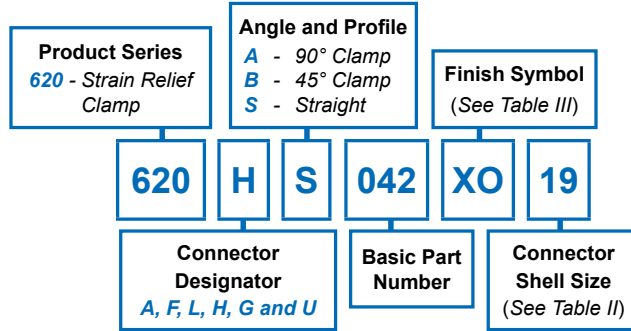 Product Series
620 - Strain Relief
Clamp
Angle and Profile
A - 90° Clamp
B - 45° Clamp
S - Straight
Finish Symbol
(See Table III)
620 H S 042 XO 19
Connector
Designator
A, F, L, H, G and U
Basic Part
Number
Connector
Shell Size
(See Table II)